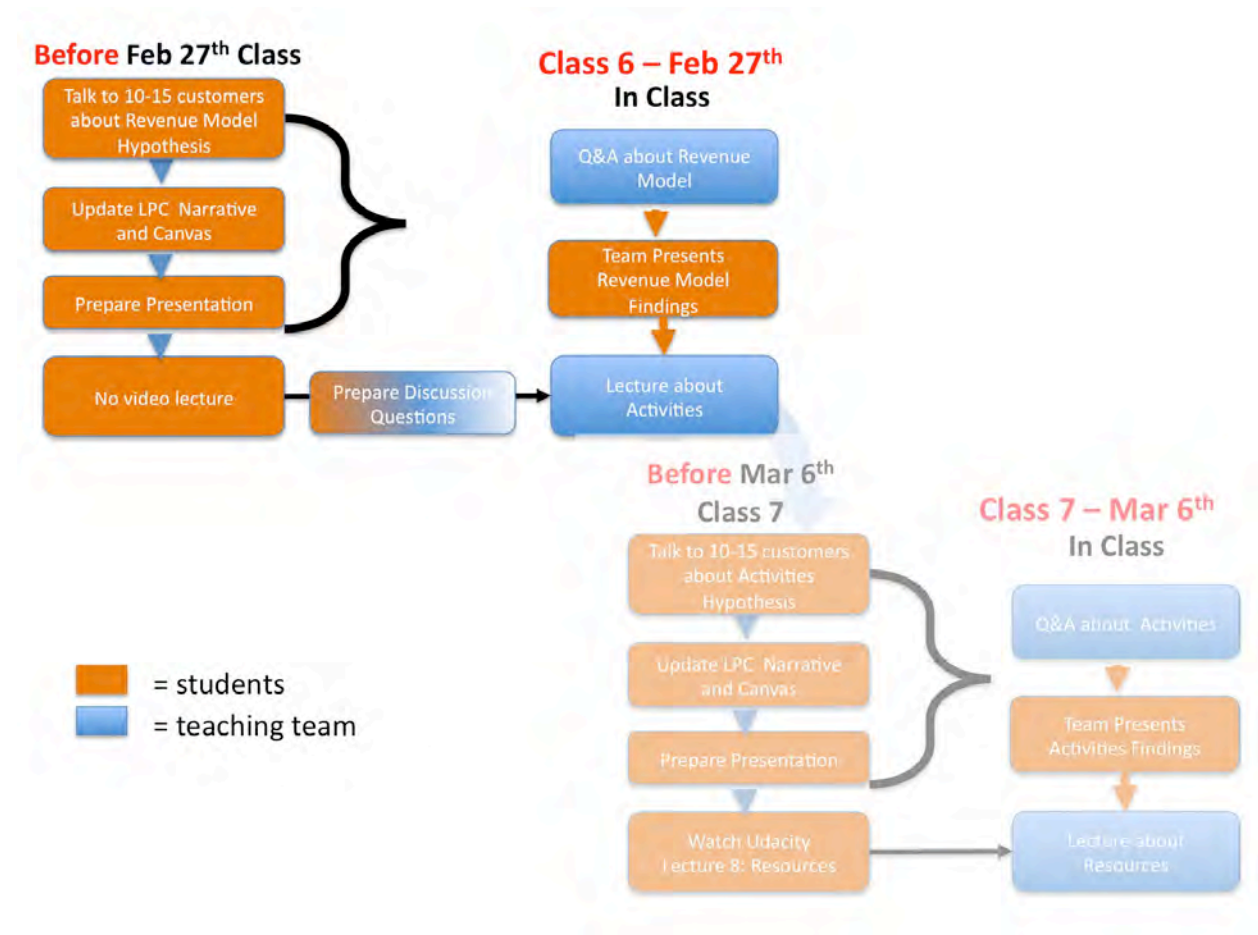 Before Feb 27th Class
Talk to 10-15 customers
about Revenue Model
Hypothesis
Update LPC Narrative
and Canvas
Prepare Presentation
No video lecture
Prepare Discussion
Questions
Class 6 – Feb 27th
In Class
Q&A about Revenue
Model
Team Presents
Revenue Model
Findings
Lecture about
Activities
Before Mar 6th
Class 7
Talk to 10-15 customers
about Activities
Hypothesis
Update LPC Narrative
and Canvas
Prepare Presentation
Watch Udacity
Lecture 8: Resources
Class 7 – Mar 6th
In Class
Q&A about Activities
Team Presents
Activities Findings
Lecture about
Resources
= students
= teaching team